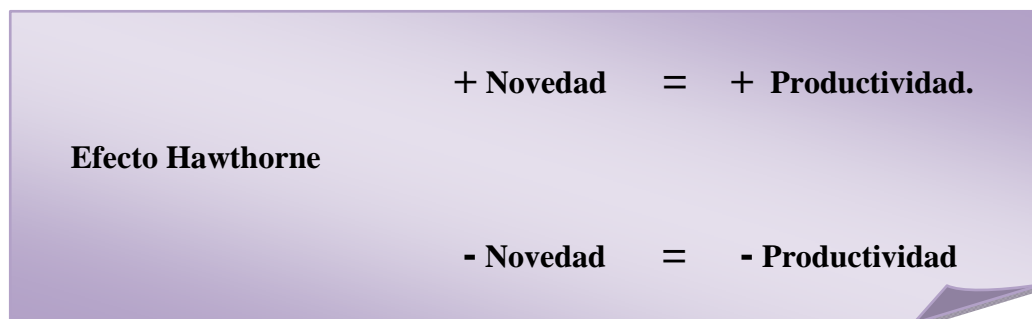 + Novedad = + Productividad.
Efecto Hawthorne
- Novedad = - Productividad